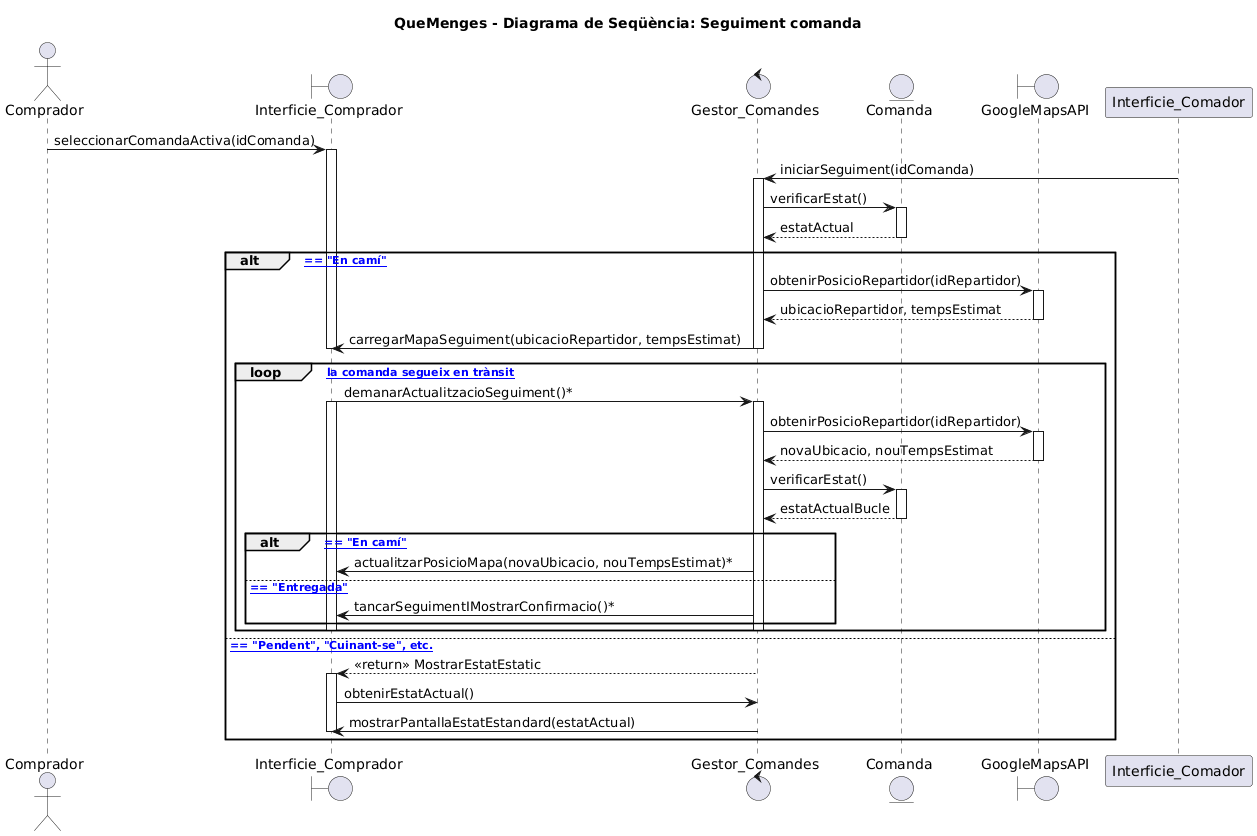 QueMenges - Diagrama de Seqüència: Seguiment comanda
Comprador
Interficie_Comprador
Gestor_Comandes
Comanda
GoogleMapsAPI
Interficie_Comador
seleccionarComandaActiva(idComanda)
iniciarSeguiment(idComanda)
verificarEstat()
estatActual
alt
== "En camí"
obtenirPosicioRepartidor(idRepartidor)
ubicacioRepartidor, tempsEstimat
carregarMapaSeguiment(ubicacioRepartidor, tempsEstimat)
loop
la comanda segueix en trànsit
demanarActualitzacioSeguiment()*
obtenirPosicioRepartidor(idRepartidor)
novaUbicacio, nouTempsEstimat
verificarEstat()
estatActualBucle
alt
== "En camí"
actualitzarPosicioMapa(novaUbicacio, nouTempsEstimat)*
== "Entregada"
tancarSeguimentIMostrarConfirmacio()*
== "Pendent", "Cuinant-se", etc.
«return» MostrarEstatEstatic
obtenirEstatActual()
mostrarPantallaEstatEstandard(estatActual)
Comprador
Interficie_Comprador
Gestor_Comandes
Comanda
GoogleMapsAPI
Interficie_Comador